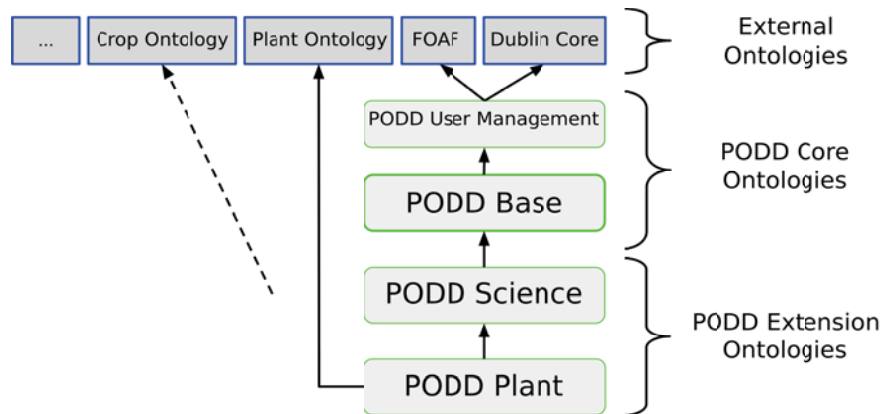 ...
Crop Ontology
Plant Ontology
FOAF
Dublin Core
External
Ontologies
PODD User Management
PODD Base
PODD Core
Ontologies
PODD Science
PODD Plant
PODD Extension
Ontologies